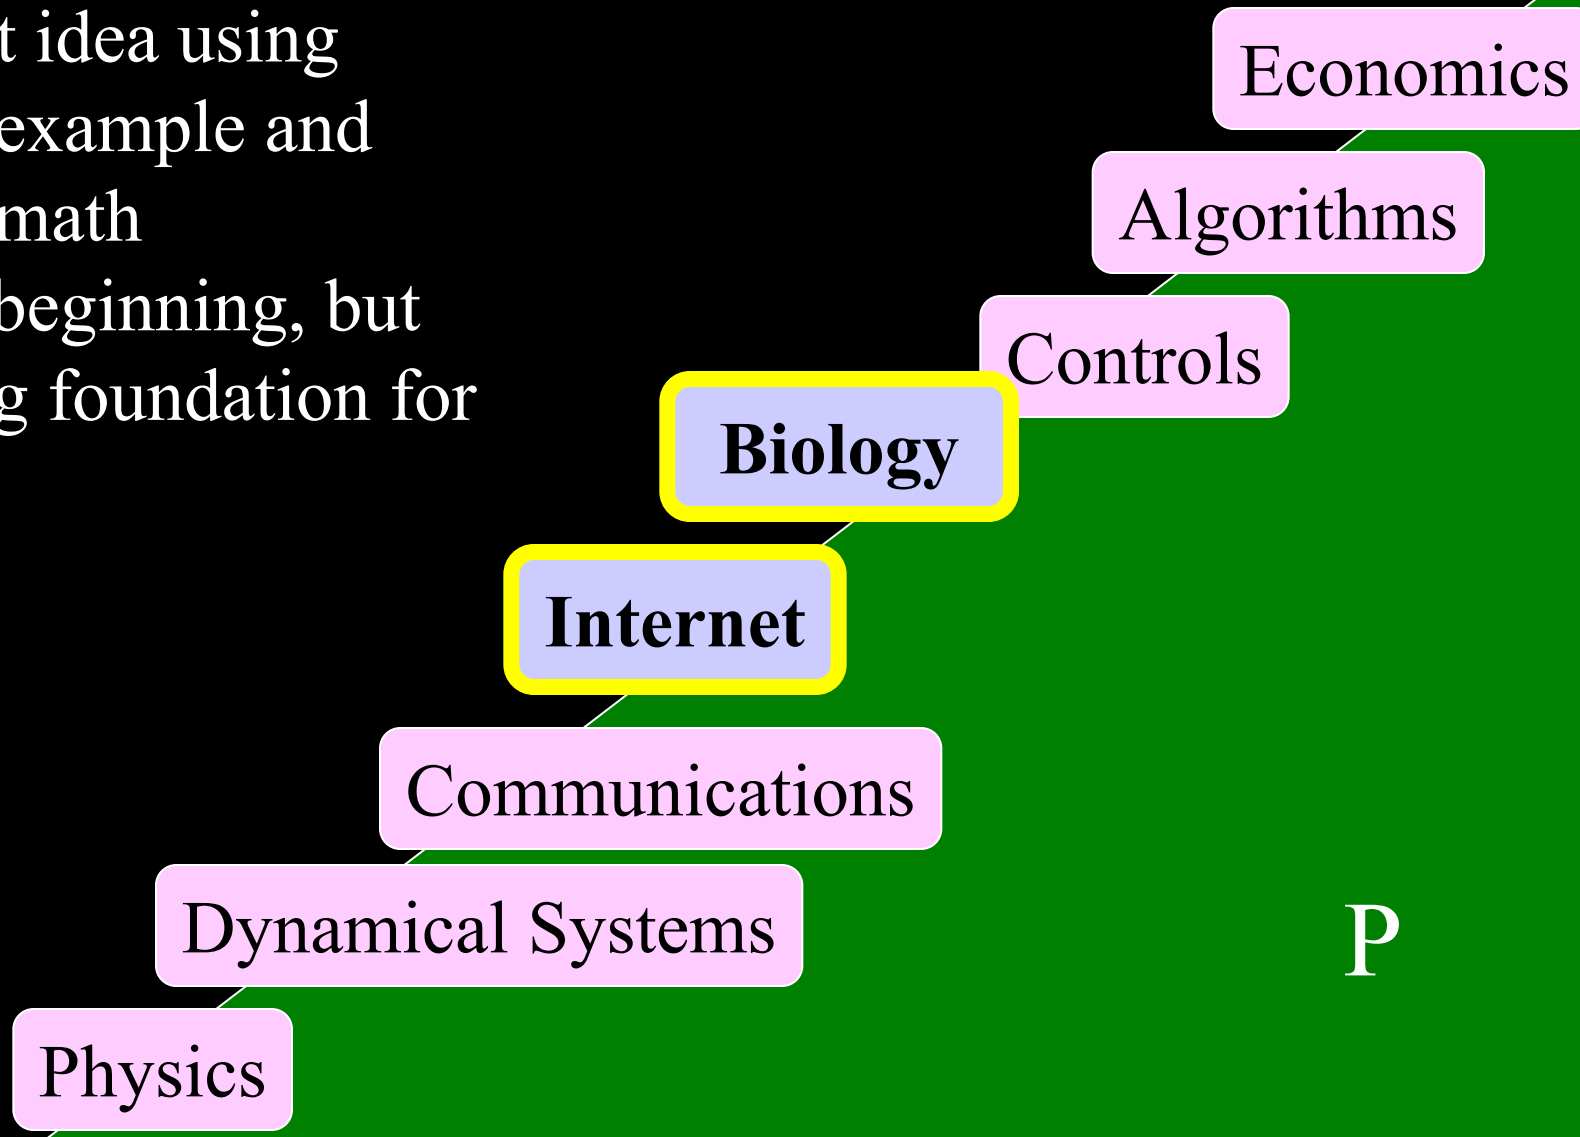 t idea using
example and
math
beginning, but
g foundation for
Economics
Algorithms
Controls
Biology
Internet
Communications
Dynamical Systems
P
Physics